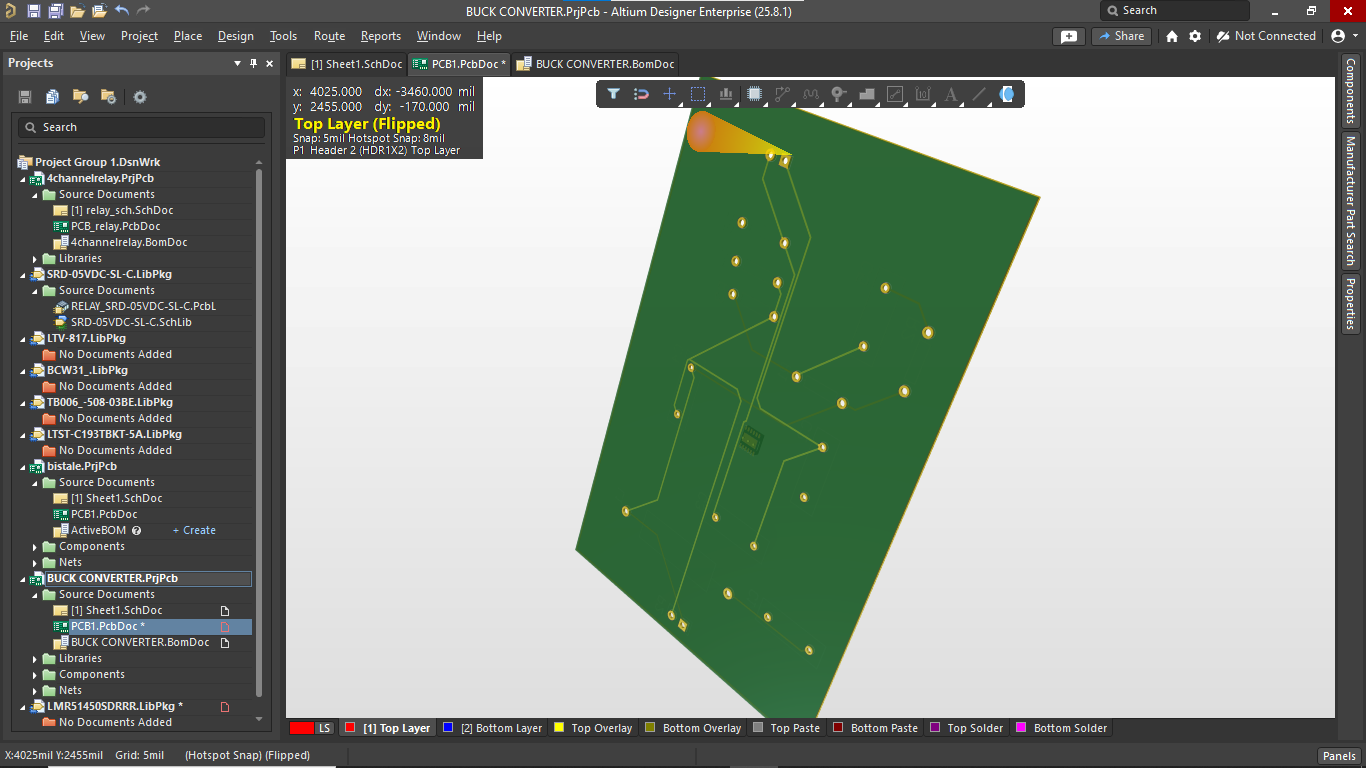 BUCK CONVERTER.PrjPcb - Altium Designer Enterprise (25.8.1)
Search
File Edit View Project Place Design Tools Route Reports Window Help
Share
Not Connected
Projects
Search
Project Group 1.DsnWrk
4channelrelay.PrjPcb
Source Documents
[1] relay_sch.SchDoc
PCB_relay.PcbDoc
4channelrelay.BomDoc
Libraries
SRD-05VDC-SL-C.LibPkg
Source Documents
RELAY_SRD-05VDC-SL-C.PcbL
SRD-05VDC-SL-C.SchLib
LTV-817.LibPkg
No Documents Added
BCW31_.LibPkg
No Documents Added
TB006_-508-03BE.LibPkg
No Documents Added
LTST-C193TBKT-5A.LibPkg
No Documents Added
bistale.PrjPcb
Source Documents
[1] Sheet1.SchDoc
PCB1.PcbDoc
ActiveBOM + Create
Components
Nets
BUCK CONVERTER.PrjPcb
Source Documents
[1] Sheet1.SchDoc
PCB1.PcbDoc *
BUCK CONVERTER.BomDoc
Libraries
Components
Nets
LMR51450SDRRR.LibPkg *
No Documents Added
[1] Sheet1.SchDoc PCB1.PcbDoc * BUCK CONVERTER.BomDoc
x: 4025.000 dx: -3460.000 mil
y: 2455.000 dy: -170.000 mil
Top Layer (Flipped)
Snap: 5mil Hotspot Snap: 8mil
P1 Header 2 (HDR1X2) Top Layer
Components
Manufacturer Part Search
Properties
LS [1] Top Layer [2] Bottom Layer Top Overlay Bottom Overlay Top Paste Bottom Paste Top Solder Bottom Solder
X:4025mil Y:2455mil Grid: 5mil (Hotspot Snap) (Flipped)
Panels